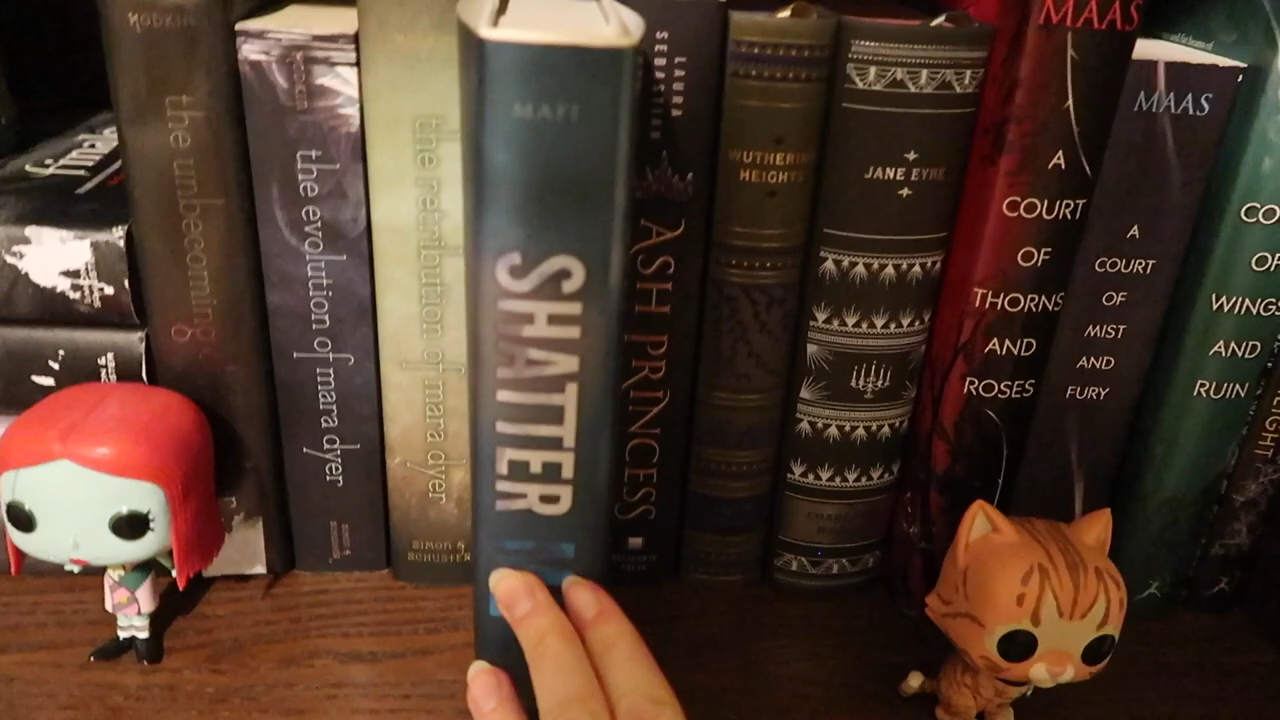 HODKIN
the unbecoming o
the evolution of mara dyer
the retribution of mara dyer
SIMON &
SCHUSTER
MAFI
SHATTER
LAURA
SEBASTIAN
ASH PRINCESS
WUTHERING
HEIGHTS
JANE EYRE
MAAS
A
COURT
OF
THORNS
AND
ROSES
MAAS
A
COURT
OF
MIST
AND
FURY
CO
OF
WINGS
AND
RUIN